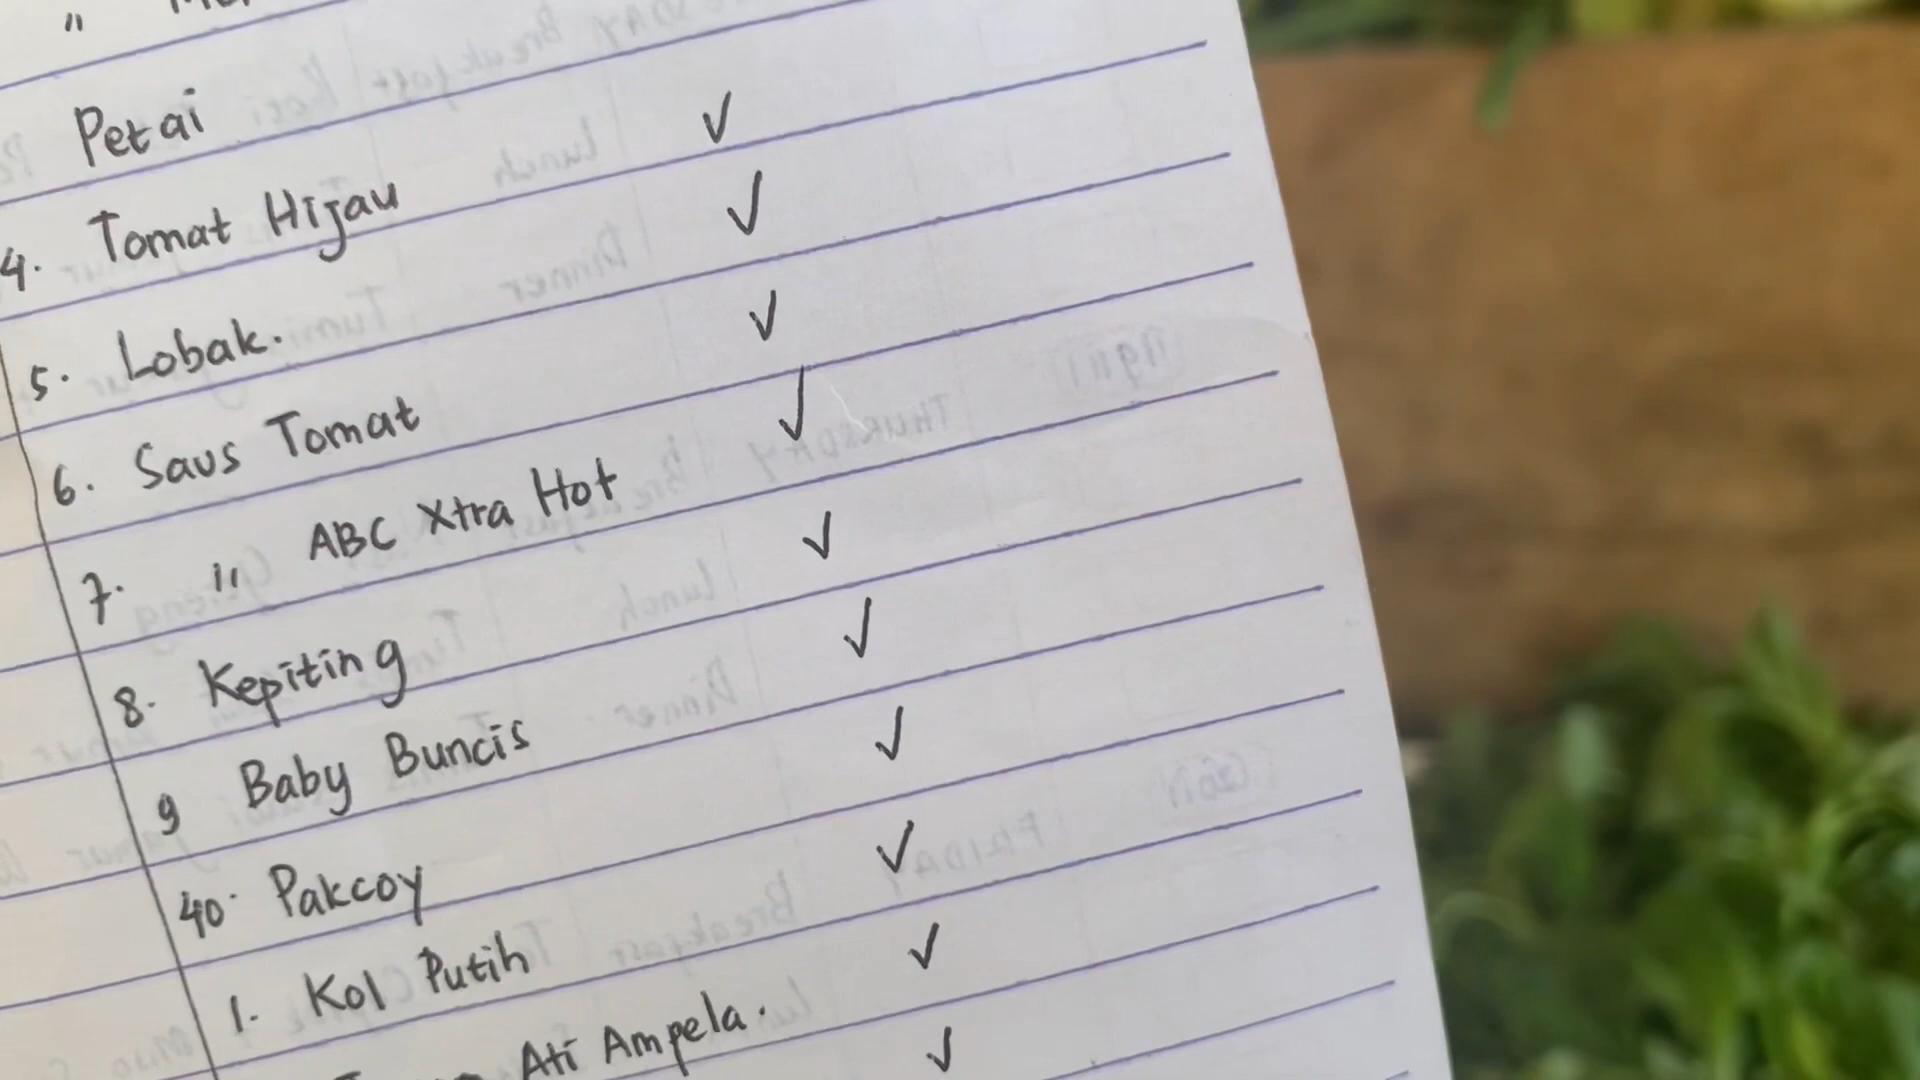 "
Petai
4. Tomat Hijau
5. Lobak.
6. Saus Tomat
7. " ABC Xtra Hot
8. Kepiting
9 Baby Buncis
40. Pakcoy
1. Kol Putih
Ati Ampela.